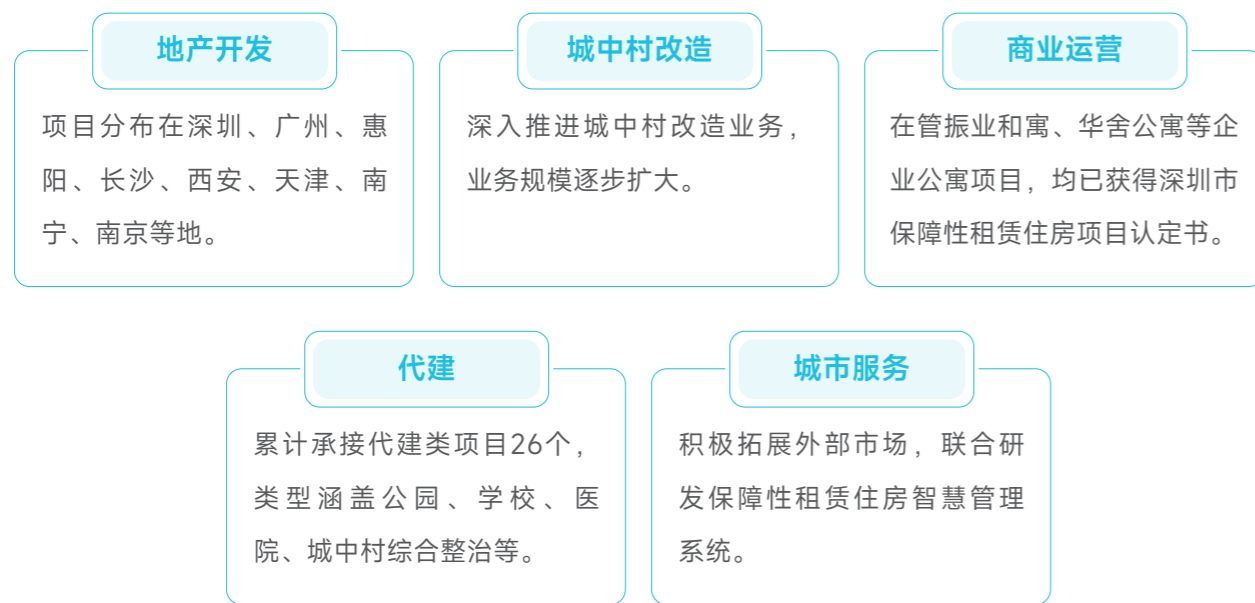 地产开发
项目分布在深圳、广州、惠
阳、长沙、西安、天津、南
宁、南京等地。
城中村改造
深入推进城中村改造业务，
业务规模逐步扩大。
商业运营
在管振业和寓、华舍公寓等企
业公寓项目，均已获得深圳市
保障性租赁住房项目认定书。
代建
累计承接代建类项目26个，
类型涵盖公园、学校、医
院、城中村综合整治等。
城市服务
积极拓展外部市场，联合研
发保障性租赁住房智慧管理
系统。